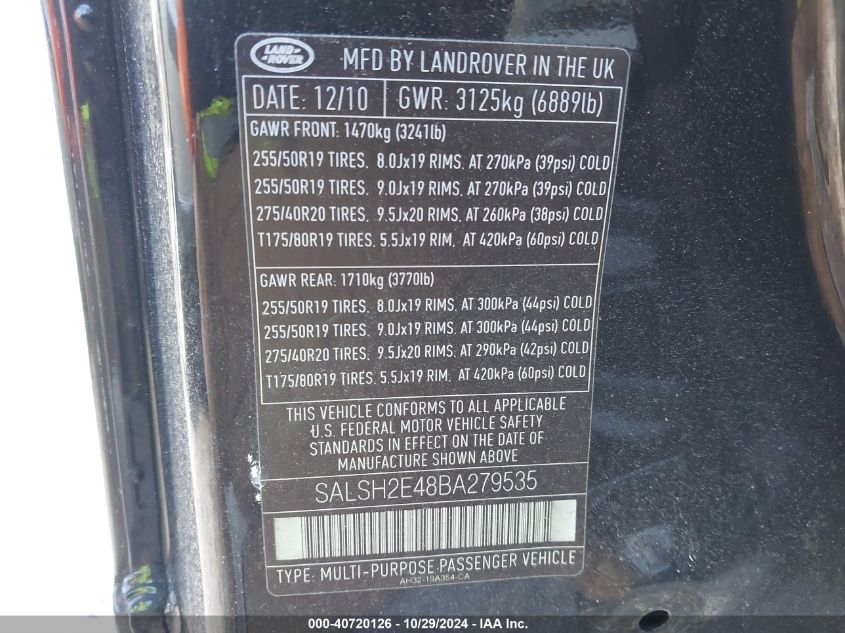 LAND
ROVER
MFD BY LANDROVER IN THE UK
DATE: 12/10 GWR: 3125kg (6889lb)
GAWR FRONT: 1470kg (3241lb)
255/50R19 TIRES. 8.0Jx19 RIMS. AT 270kPa (39psi) COLD
255/50R19 TIRES. 9.0Jx19 RIMS. AT 270kPa (39psi) COLD
275/40R20 TIRES. 9.5Jx20 RIMS. AT 260kPa (38psi) COLD
T175/80R19 TIRES. 5.5Jx19 RIM. AT 420kPa (60psi) COLD
GAWR REAR: 1710kg (3770lb)
255/50R19 TIRES. 8.0Jx19 RIMS. AT 300kPa (44psi) COLD
255/50R19 TIRES. 9.0Jx19 RIMS. AT 300kPa (44psi) COLD
275/40R20 TIRES. 9.5Jx20 RIMS. AT 290kPa (42psi) COLD
T175/80R19 TIRES. 5.5Jx19 RIM. AT 420kPa (60psi) COLD
THIS VEHICLE CONFORMS TO ALL APPLICABLE
U.S. FEDERAL MOTOR VEHICLE SAFETY
STANDARDS IN EFFECT ON THE DATE OF
MANUFACTURE SHOWN ABOVE
SALSH2E48BA279535
TYPE: MULTI-PURPOSE PASSENGER VEHICLE
AH32-19A354-CA
000-40720126 - 10/29/2024 - IAA Inc.